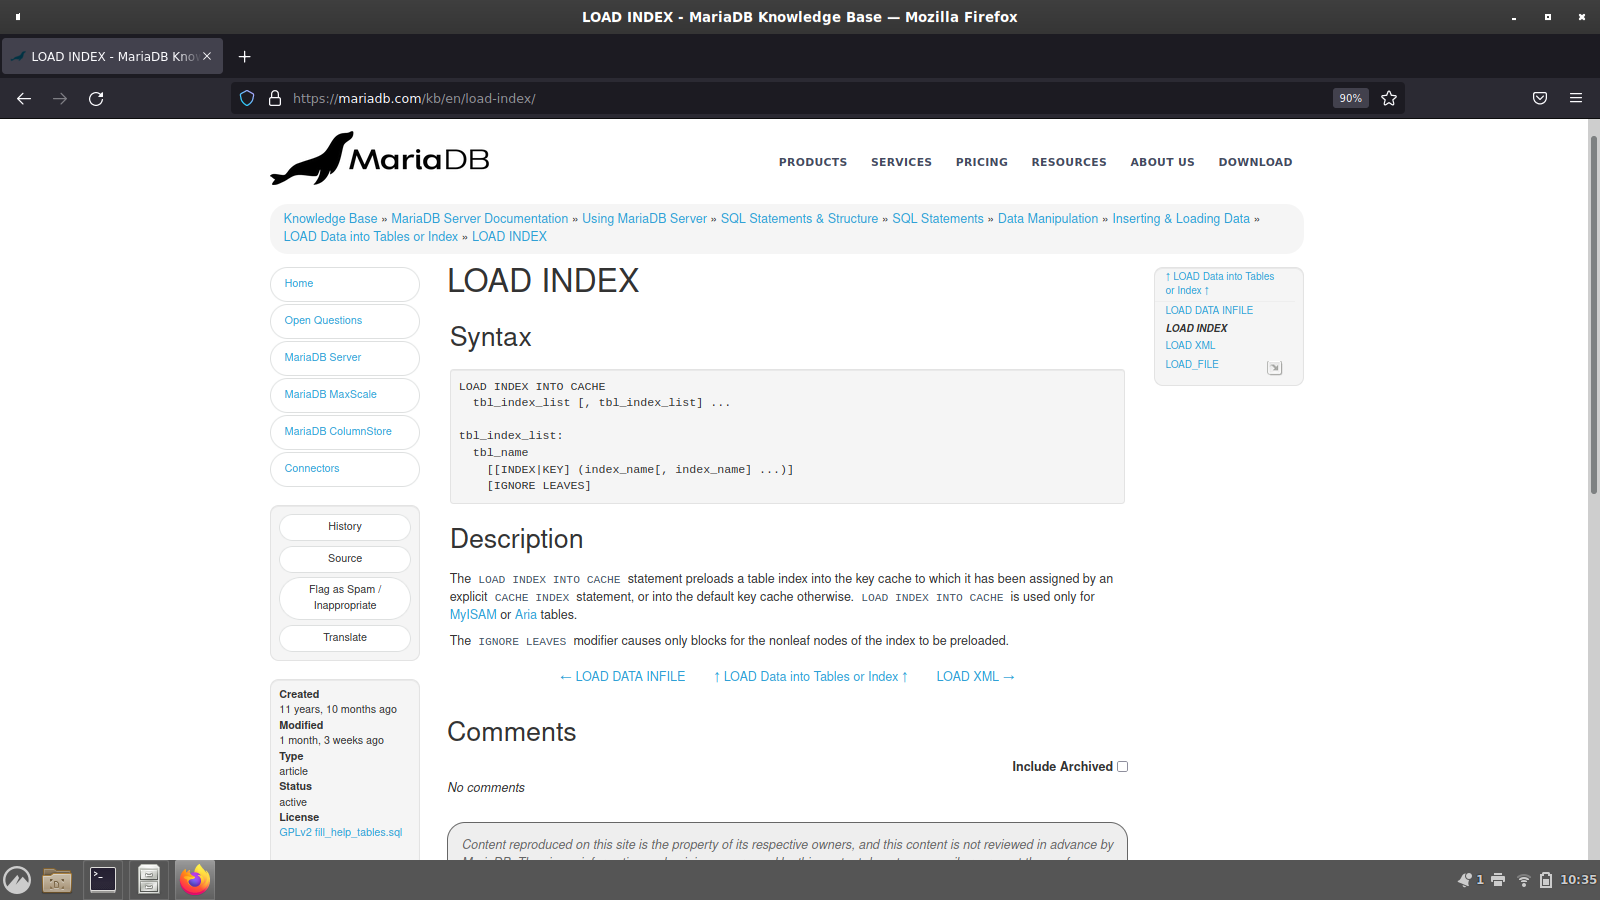 LOAD INDEX - MariaDB Knowledge Base — Mozilla Firefox
LOAD INDEX - MariaDB Kno
https://mariadb.com/kb/en/load-index/
90%
MariaDB
PRODUCTS SERVICES PRICING RESOURCES ABOUT US DOWNLOAD
Knowledge Base » MariaDB Server Documentation » Using MariaDB Server » SQL Statements & Structure » SQL Statements » Data Manipulation » Inserting & Loading Data »
LOAD Data into Tables or Index » LOAD INDEX
Home
Open Questions
MariaDB Server
MariaDB MaxScale
MariaDB ColumnStore
Connectors
History
Source
Flag as Spam /
Inappropriate
Translate
Created
11 years, 10 months ago
Modified
1 month, 3 weeks ago
Type
article
Status
active
License
GPLv2 fill_help_tables.sql
LOAD INDEX
Syntax
LOAD INDEX INTO CACHE
tbl_index_list [, tbl_index_list] ...
tbl_index_list:
tbl_name
[[INDEX|KEY] (index_name[, index_name] ...)]
[IGNORE LEAVES]
Description
The LOAD INDEX INTO CACHE statement preloads a table index into the key cache to which it has been assigned by an
explicit CACHE INDEX statement, or into the default key cache otherwise. LOAD INDEX INTO CACHE is used only for
MyISAM or Aria tables.
The IGNORE LEAVES modifier causes only blocks for the nonleaf nodes of the index to be preloaded.
← LOAD DATA INFILE ↑ LOAD Data into Tables or Index ↑ LOAD XML →
Comments
Include Archived
No comments
Content reproduced on this site is the property of its respective owners, and this content is not reviewed in advance by
↑ LOAD Data into Tables
or Index ↑
LOAD DATA INFILE
LOAD INDEX
LOAD XML
LOAD_FILE
1
10:35